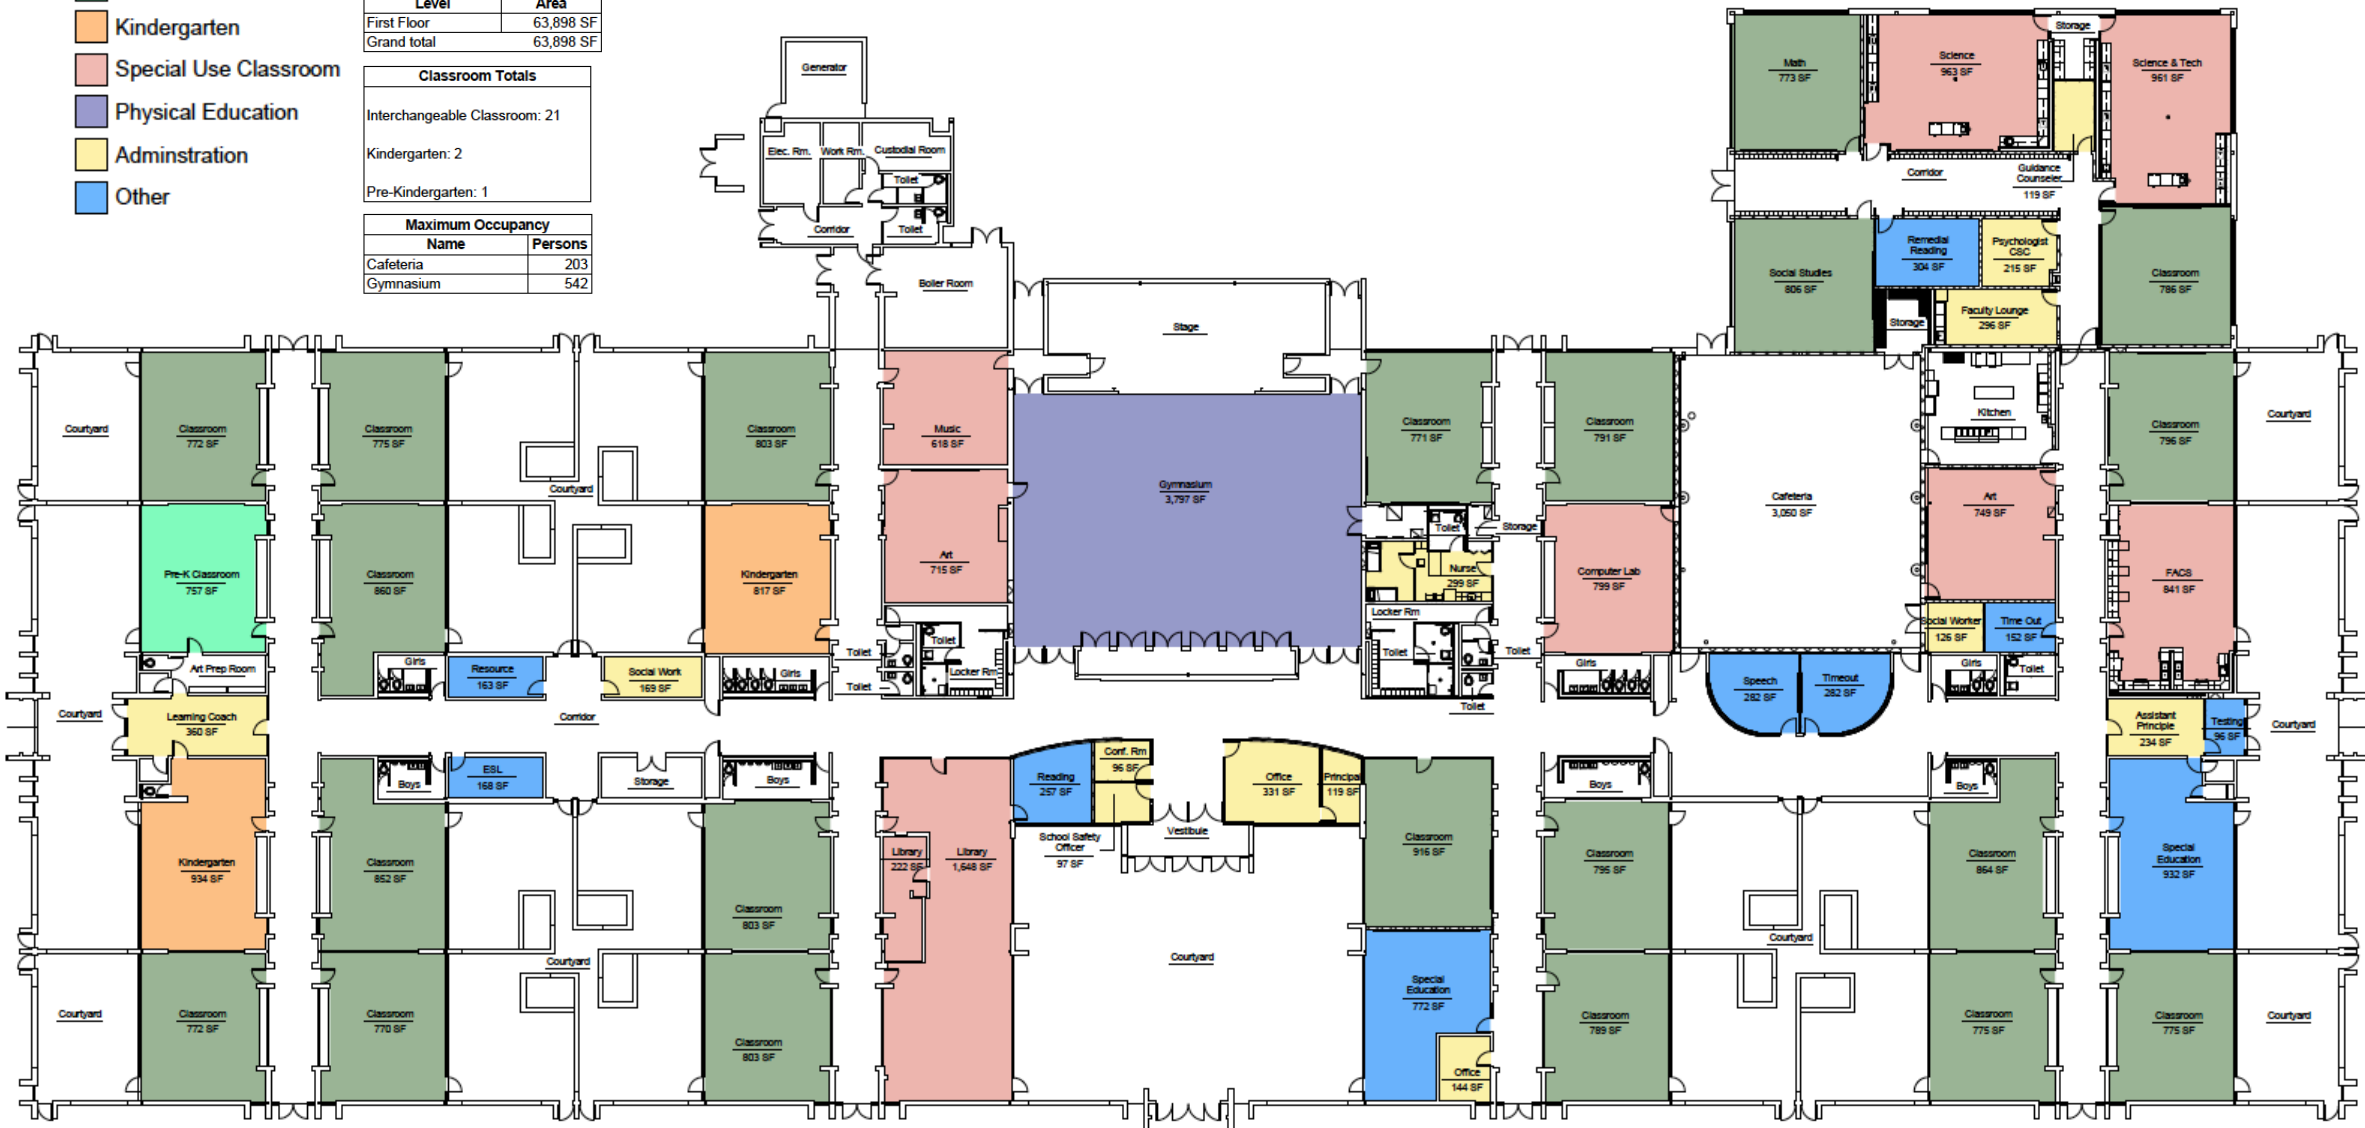 Kindergarten
Special Use Classroom
Physical Education
Adminstration
Other
Level Area
First Floor 63,898 SF
Grand total 63,898 SF
Classroom Totals
Interchangeable Classroom: 21
Kindergarten: 2
Pre-Kindergarten: 1
Maximum Occupancy
Name Persons
Cafeteria 203
Gymnasium 542
Generator
Elec. Rm.
Work Rm.
Custodial Room
Toilet
Toilet
Corridor
Boiler Room
Stage
Math
773 SF
Science
963 SF
Storage
Science & Tech
961 SF
Corridor
Guidance
Counseler
119 SF
Social Studies
806 SF
Remedial
Reading
304 SF
Psychologist
CSC
215 SF
Classroom
786 SF
Storage
Faculty Lounge
296 SF
Courtyard
Classroom
772 SF
Classroom
775 SF
Courtyard
Classroom
803 SF
Music
618 SF
Gymnasium
3,797 SF
Classroom
771 SF
Classroom
791 SF
Cafeteria
3,050 SF
Kitchen
Classroom
796 SF
Courtyard
Pre-K Classroom
757 SF
Classroom
860 SF
Kindergarten
817 SF
Art
715 SF
Toilet
Storage
Nurse
299 SF
Computer Lab
799 SF
Art
749 SF
FACS
841 SF
Locker Rm
Social Worker
126 SF
Time Out
152 SF
Art Prep Room
Girls
Resource
163 SF
Social Work
169 SF
Girls
Toilet
Toilet
Toilet
Locker Rm
Toilet
Toilet
Toilet
Girls
Speech
282 SF
Timeout
282 SF
Girls
Toilet
Courtyard
Learning Coach
360 SF
Corridor
Assistant
Principle
234 SF
Testing
96 SF
Courtyard
Boys
ESL
168 SF
Storage
Boys
Reading
257 SF
Conf. Rm
96 SF
Office
331 SF
Principal
119 SF
Boys
Boys
Kindergarten
934 SF
Classroom
852 SF
Classroom
803 SF
Library
222 SF
Library
1,648 SF
School Safety
Officer
97 SF
Vestibule
Classroom
916 SF
Classroom
795 SF
Classroom
864 SF
Special
Education
932 SF
Courtyard
Courtyard
Courtyard
Courtyard
Classroom
772 SF
Classroom
770 SF
Classroom
803 SF
Special
Education
772 SF
Office
144 SF
Classroom
789 SF
Classroom
775 SF
Classroom
775 SF
Courtyard